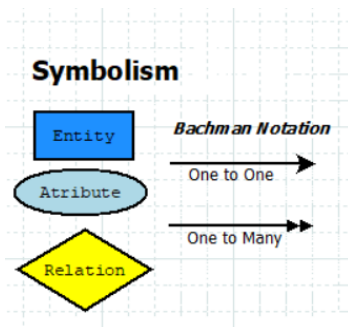 Symbolism
Entity
Bachman Notation
One to One
Atribute
One to Many
Relation